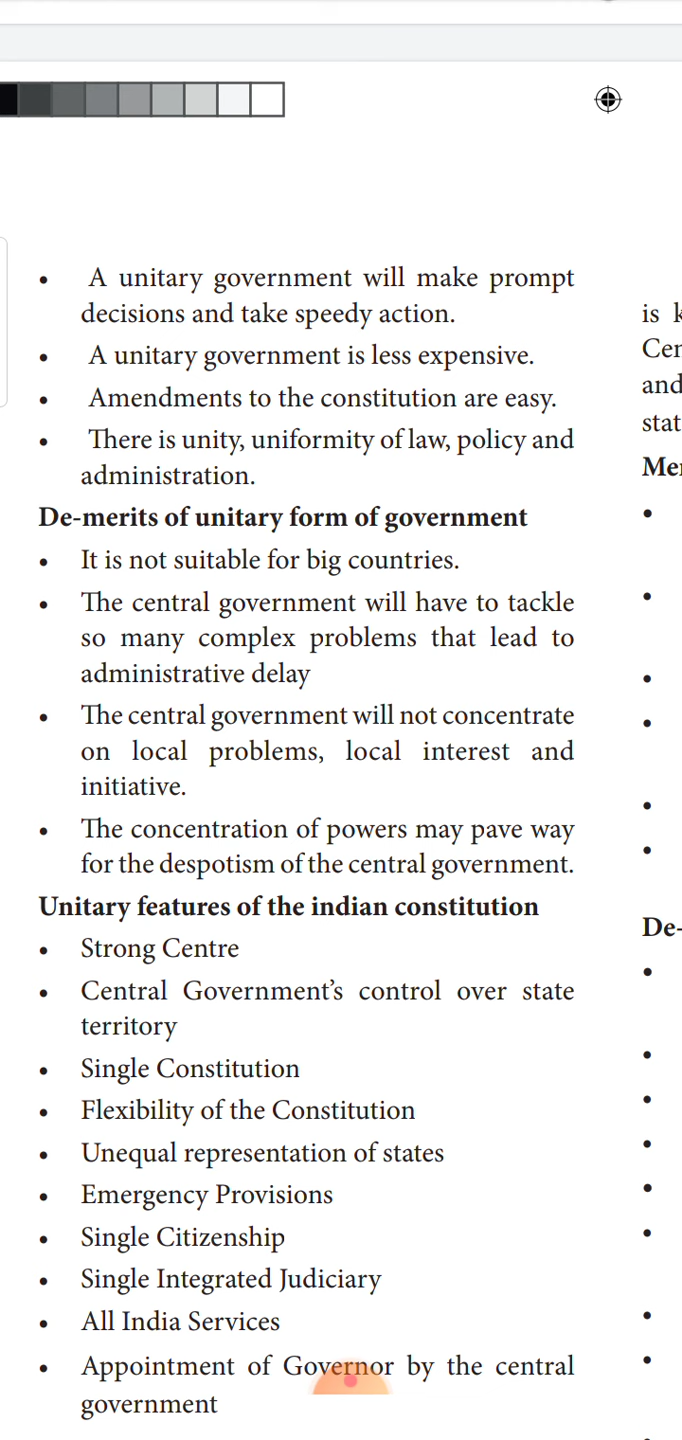 • A unitary government will make prompt
decisions and take speedy action.
• A unitary government is less expensive.
• Amendments to the constitution are easy.
• There is unity, uniformity of law, policy and
administration.
De-merits of unitary form of government
• It is not suitable for big countries.
• The central government will have to tackle
so many complex problems that lead to
administrative delay
• The central government will not concentrate
on local problems, local interest and
initiative.
• The concentration of powers may pave way
for the despotism of the central government.
Unitary features of the indian constitution
• Strong Centre
• Central Government's control over state
territory
• Single Constitution
• Flexibility of the Constitution
• Unequal representation of states
• Emergency Provisions
• Single Citizenship
• Single Integrated Judiciary
• All India Services
• Appointment of Governor by the central
government
is
and